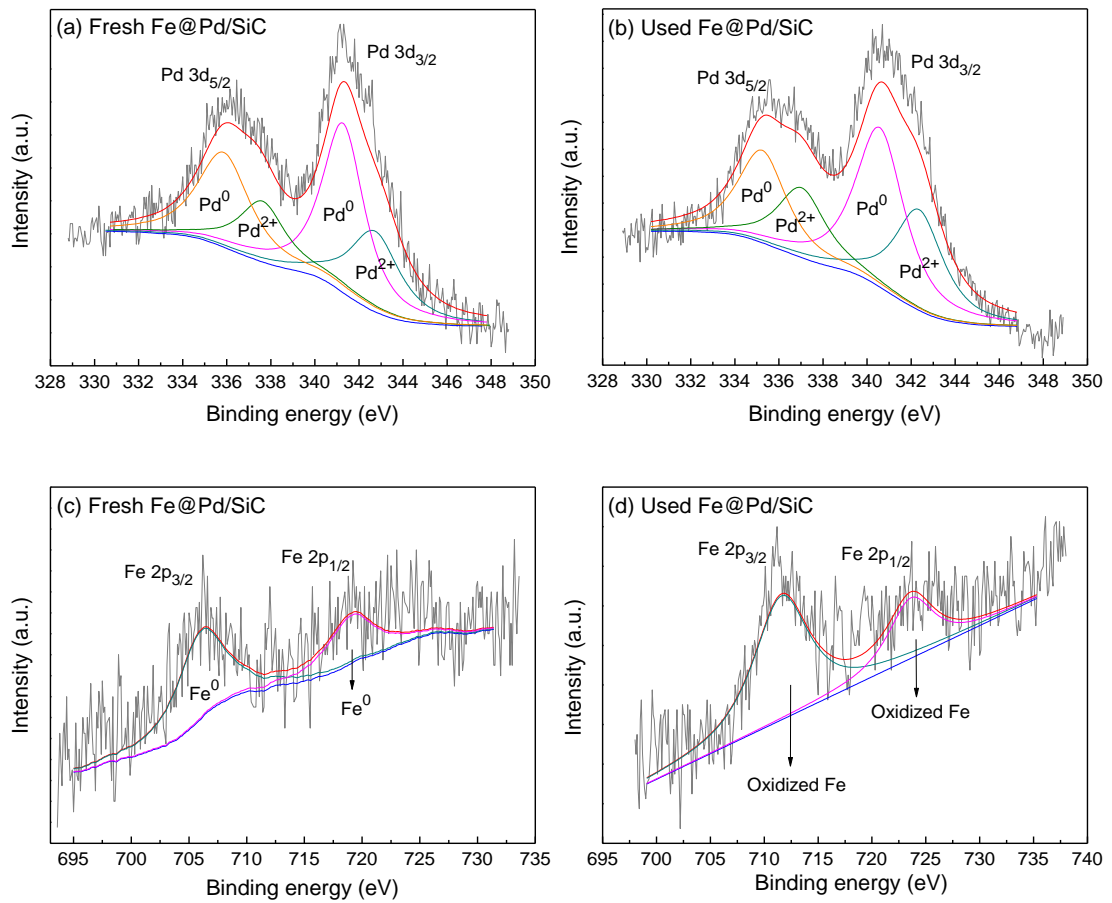 (a) Fresh Fe@Pd/SiC
Pd 3d5/2
Pd 3d3/2
Pd0
Pd2+
Pd0
Pd2+
Intensity (a.u.)
328 330 332 334 336 338 340 342 344 346 348 350
Binding energy (eV)
(b) Used Fe@Pd/SiC
Pd 3d5/2
Pd 3d3/2
Pd0
Pd2+
Pd0
Pd2+
Intensity (a.u.)
328 330 332 334 336 338 340 342 344 346 348 350
Binding energy (eV)
(c) Fresh Fe@Pd/SiC
Fe 2p3/2
Fe 2p1/2
Fe0
Fe0
Intensity (a.u.)
695 700 705 710 715 720 725 730 735
Binding energy (eV)
(d) Used Fe@Pd/SiC
Fe 2p3/2
Fe 2p1/2
Oxidized Fe
Oxidized Fe
Intensity (a.u.)
695 700 705 710 715 720 725 730 735 740
Binding energy (eV)